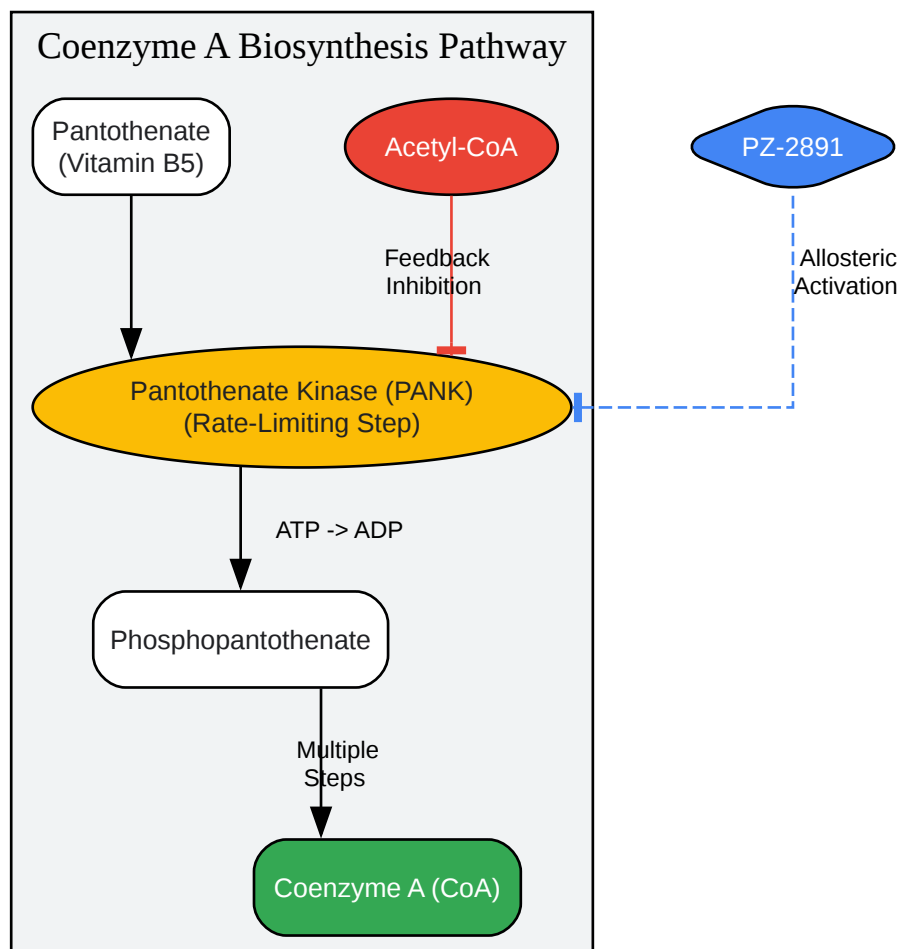 Coenzyme A Biosynthesis Pathway
Pantothenate
(Vitamin B5)
Acetyl-CoA
PZ-2891
Feedback
Inhibition
Allosteric
Activation
Pantothenate Kinase (PANK)
(Rate-Limiting Step)
ATP -> ADP
Phosphopantothenate
Multiple
Steps
Coenzyme A (CoA)